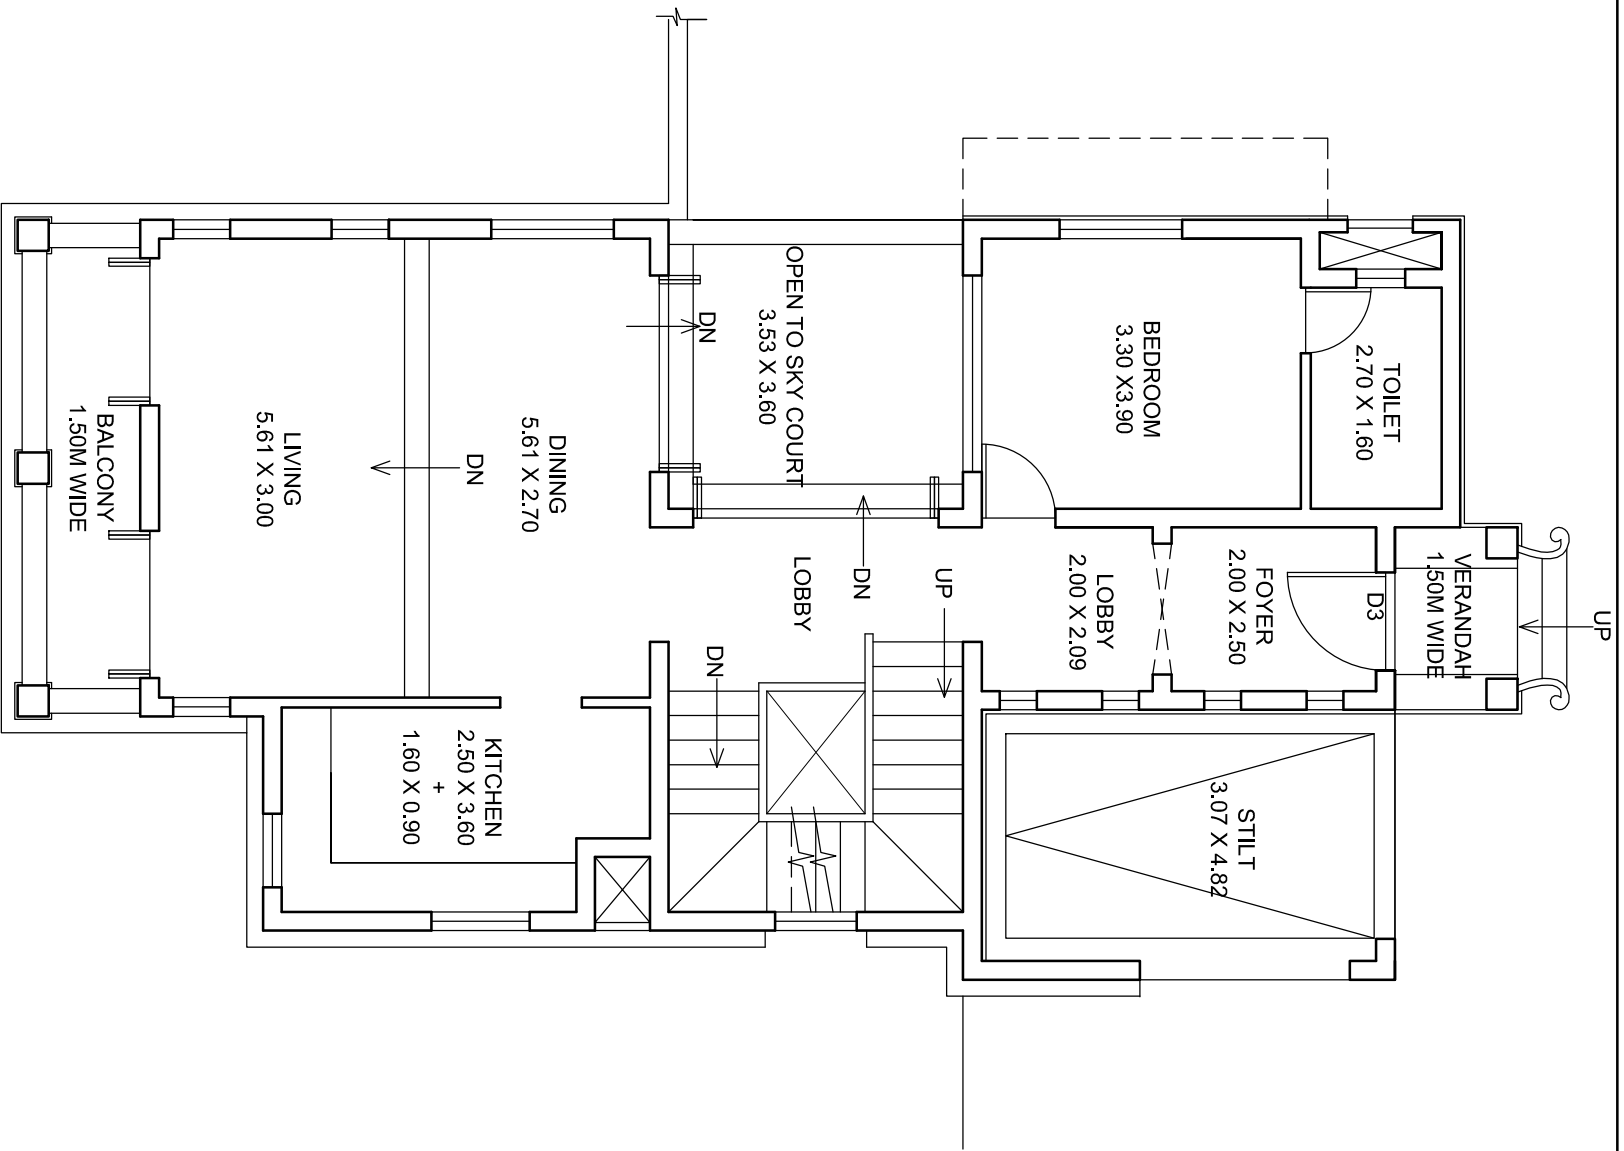 UP
VERANDAH
1.50M WIDE
D3
TOILET
2.70 X 1.60
FOYER
2.00 X 2.50
STILT
3.07 X 4.82
BEDROOM
3.30 X3.90
LOBBY
2.00 X 2.09
UP
DN
OPEN TO SKY COURT
3.53 X 3.60
LOBBY
DN
DN
DINING
5.61 X 2.70
KITCHEN
2.50 X 3.60
+
1.60 X 0.90
DN
LIVING
5.61 X 3.00
BALCONY
1.50M WIDE